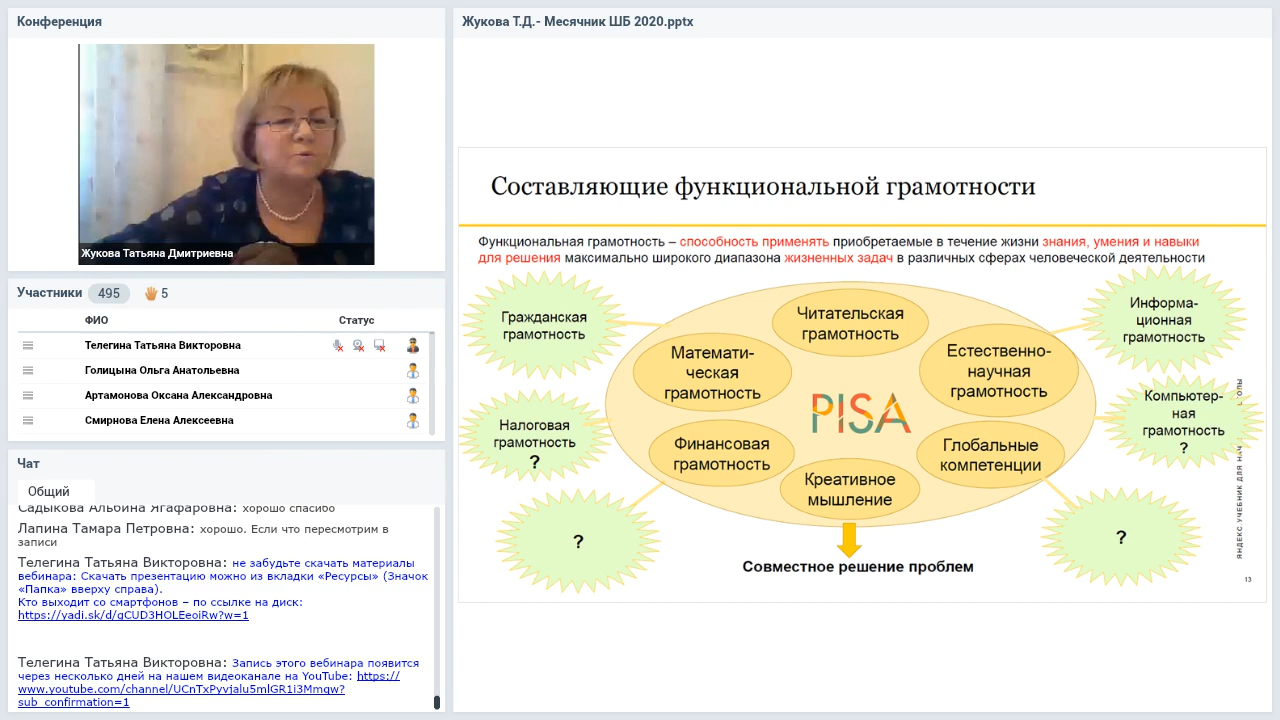 Конференция
Жукова Татьяна Дмитриевна
Участники 495 5
ФИО Статус
Телегина Татьяна Викторовна
Голицына Ольга Анатольевна
Артамонова Оксана Александровна
Смирнова Елена Алексеевна
Чат
Общий
Садыкова Альбина Ягафаровна: хорошо спасибо
Лапина Тамара Петровна: хорошо. Если что пересмотрим в
записи
Телегина Татьяна Викторовна: не забудьте скачать материалы
вебинара: Скачать презентацию можно из вкладки «Ресурсы» (Значок
«Папка» вверху справа).
Кто выходит со смартфонов – по ссылке на диск:
https://yadi.sk/d/gCUD3HOLEeoiRw?w=1
Телегина Татьяна Викторовна: Запись этого вебинара появится
через несколько дней на нашем видеоканале на YouTube: https://
www.youtube.com/channel/UCnTxPyvjalu5mlGR1i3Mmqw?
sub_confirmation=1
Жукова Т.Д.- Месячник ШБ 2020.pptx
Составляющие функциональной грамотности
Функциональная грамотность – способность применять приобретаемые в течение жизни знания, умения и навыки
для решения максимально широкого диапазона жизненных задач в различных сферах человеческой деятельности
Гражданская
грамотность
Налоговая
грамотность
?
?
Читательская
грамотность
Математи-
ческая
грамотность
Естественно-
научная
грамотность
PISA
Финансовая
грамотность
Глобальные
компетенции
Креативное
мышление
Совместное решение проблем
Информа-
ционная
грамотность
Компьютер-
ная
грамотность
?
?
ЯНДЕКС.УЧЕБНИК ДЛЯ НАЧ
13